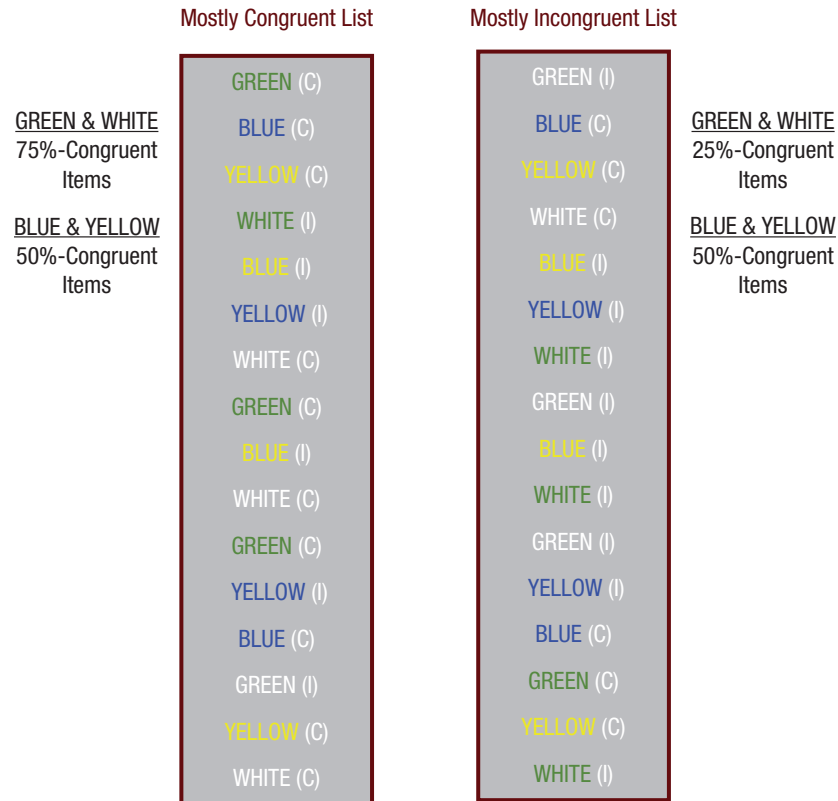 Mostly Congruent List
Mostly Incongruent List
GREEN & WHITE
75%-Congruent
Items
BLUE & YELLOW
50%-Congruent
Items
GREEN (C)
BLUE (C)
YELLOW (C)
WHITE (I)
BLUE (I)
YELLOW (I)
WHITE (C)
GREEN (C)
BLUE (I)
WHITE (C)
GREEN (C)
YELLOW (I)
BLUE (C)
GREEN (I)
YELLOW (C)
WHITE (C)
GREEN (I)
BLUE (C)
YELLOW (C)
WHITE (C)
BLUE (I)
YELLOW (I)
WHITE (I)
GREEN (I)
BLUE (I)
WHITE (I)
GREEN (I)
YELLOW (I)
BLUE (C)
GREEN (C)
YELLOW (C)
WHITE (I)
GREEN & WHITE
25%-Congruent
Items
BLUE & YELLOW
50%-Congruent
Items